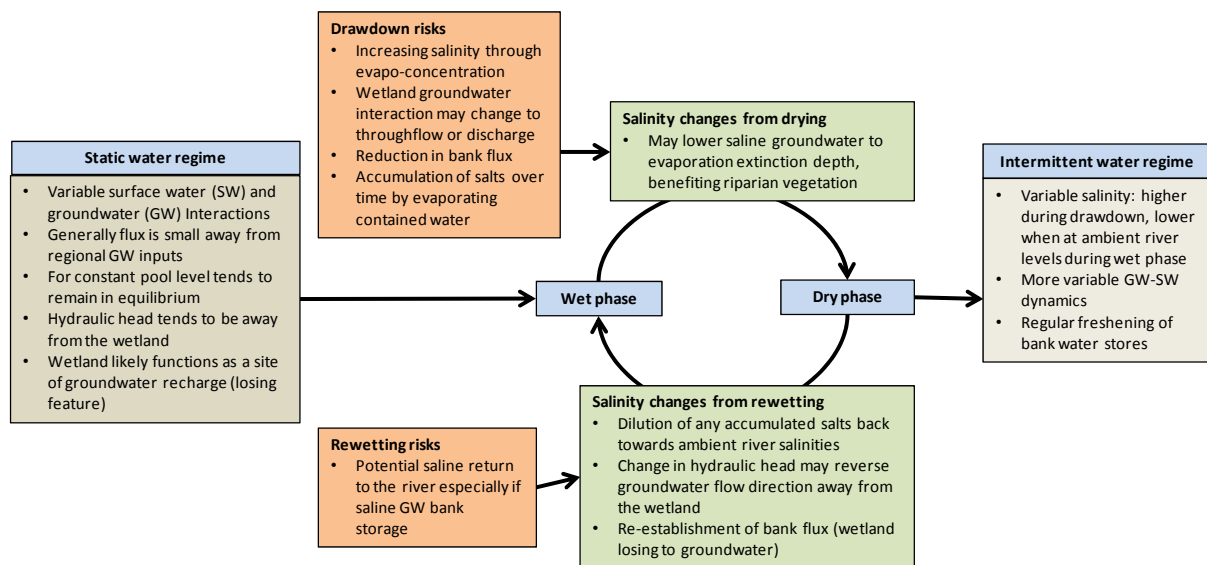 Static water regime
• Variable surface water (SW) and
groundwater (GW) Interactions
• Generally flux is small away from
regional GW inputs
• For constant pool level tends to
remain in equilibrium
• Hydraulic head tends to be away
from the wetland
• Wetland likely functions as a site
of groundwater recharge (losing
feature)
Drawdown risks
• Increasing salinity through
evapo-concentration
• Wetland groundwater
interaction may change to
throughflow or discharge
• Reduction in bank flux
• Accumulation of salts over
time by evaporating
contained water
Salinity changes from drying
• May lower saline groundwater to
evaporation extinction depth,
benefiting riparian vegetation
Wet phase
Dry phase
Rewetting risks
• Potential saline return
to the river especially if
saline GW bank
storage
Salinity changes from rewetting
• Dilution of any accumulated salts back
towards ambient river salinities
• Change in hydraulic head may reverse
groundwater flow direction away from
the wetland
• Re-establishment of bank flux (wetland
losing to groundwater)
Intermittent water regime
• Variable salinity: higher
during drawdown, lower
when at ambient river
levels during wet phase
• More variable GW-SW
dynamics
• Regular freshening of
bank water stores